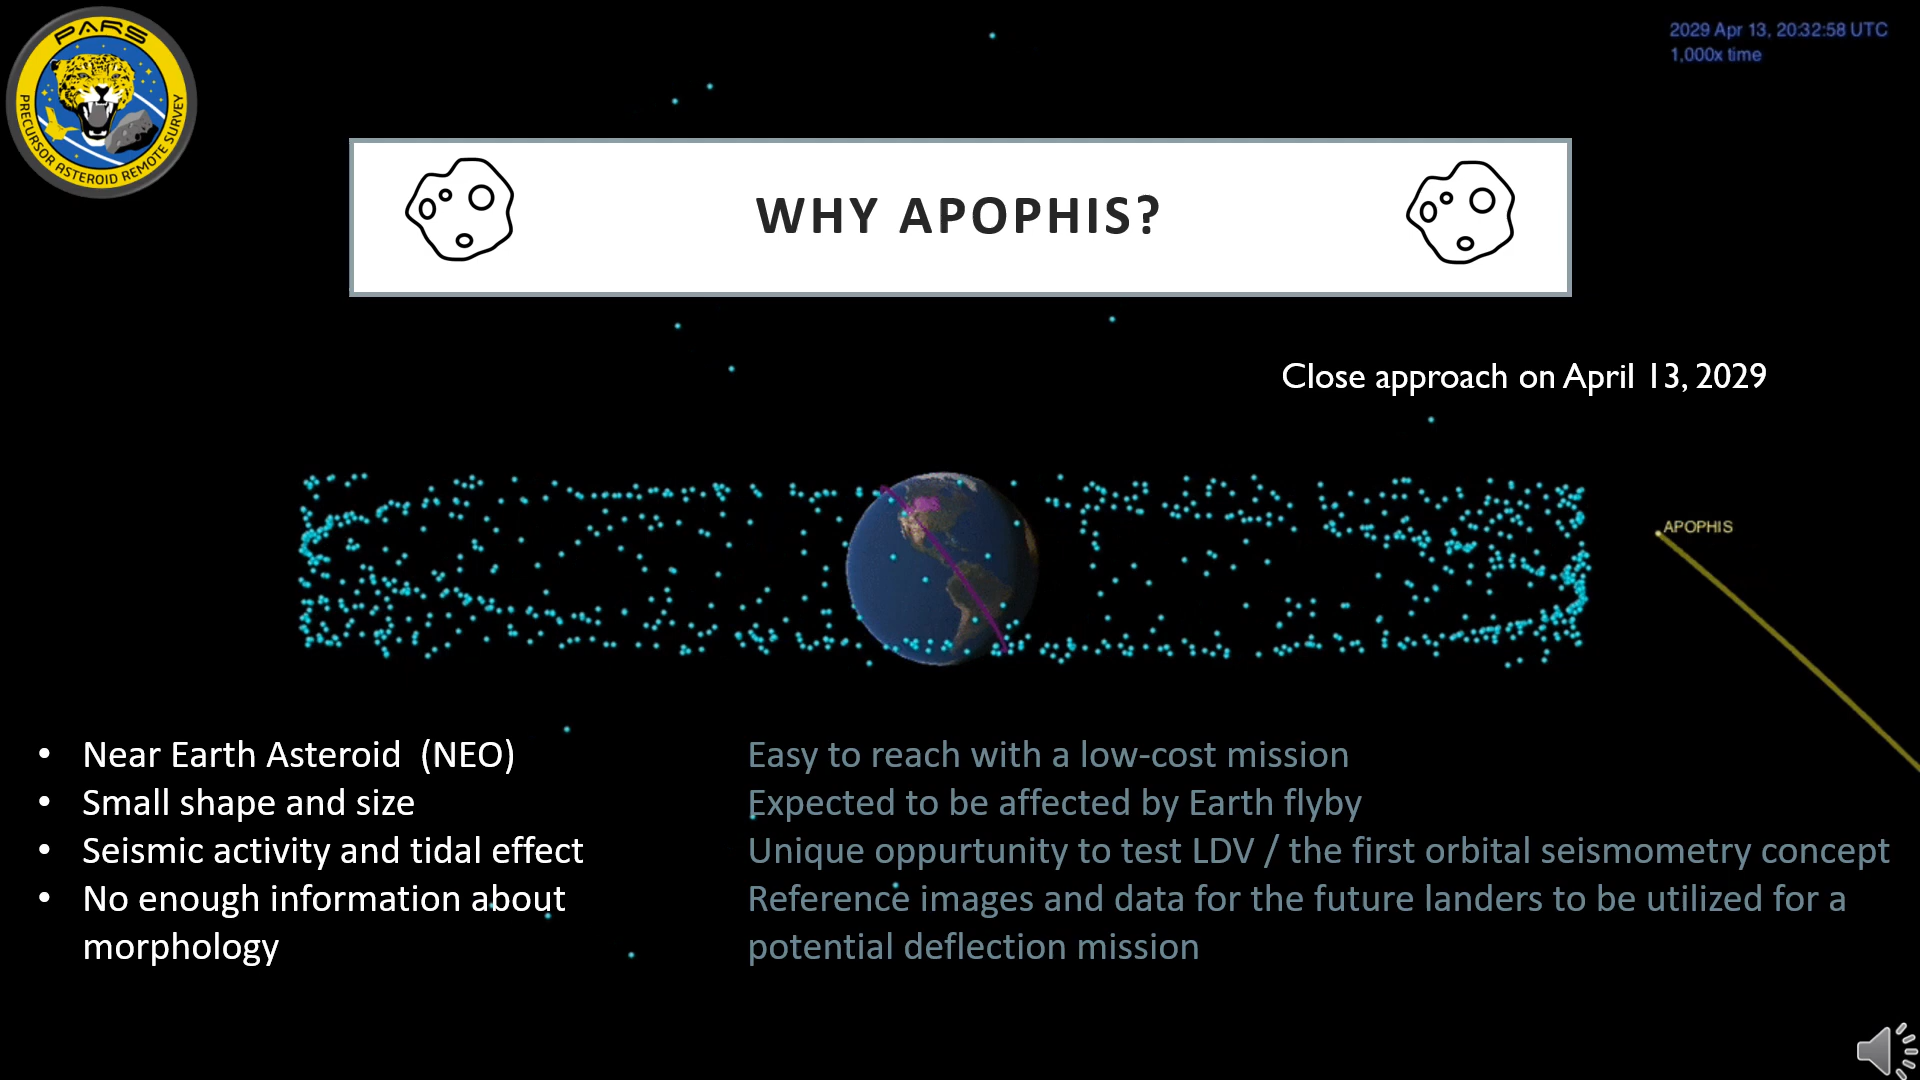 PARS
PRECURSOR ASTEROID REMOTE SURVEY
2029 Apr 13, 20:32:58 UTC
1,000x time
WHY APOPHIS?
Close approach on April 13, 2029
APOPHIS
• Near Earth Asteroid (NEO)
• Small shape and size
• Seismic activity and tidal effect
• No enough information about
morphology
Easy to reach with a low-cost mission
Expected to be affected by Earth flyby
Unique oppurtunity to test LDV / the first orbital seismometry concept
Reference images and data for the future landers to be utilized for a
potential deflection mission